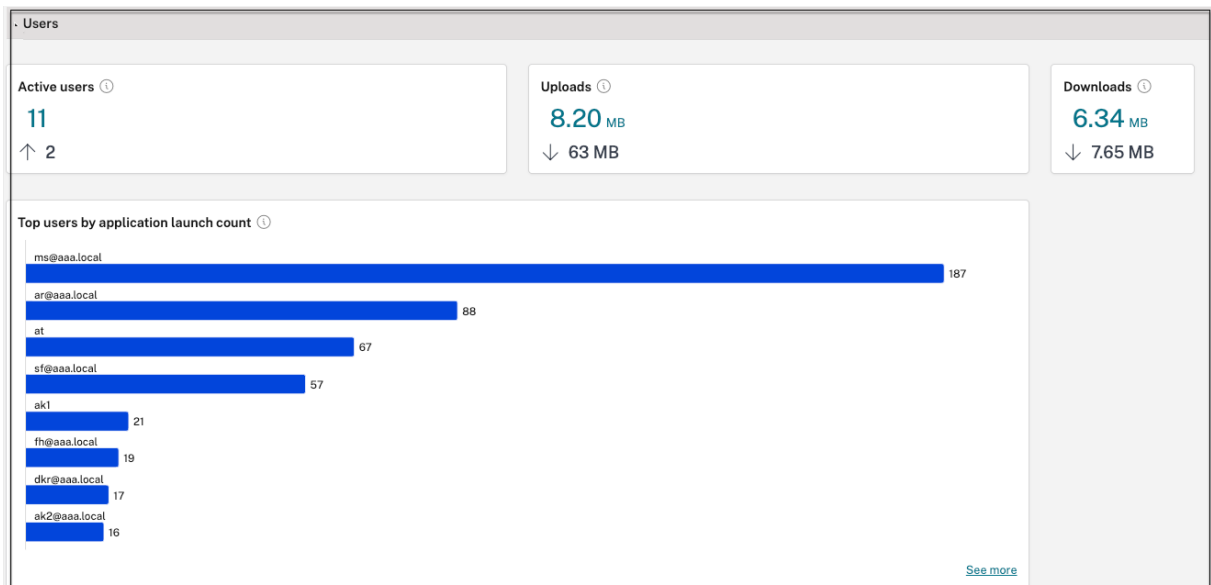 Users
Active users
11
↑ 2
Uploads
8.20 MB
↓ 63 MB
Downloads
6.34 MB
↓ 7.65 MB
Top users by application launch count
ms@aaa.local
187
ar@aaa.local
88
at
67
sf@aaa.local
57
ak1
21
fh@aaa.local
19
dkr@aaa.local
17
ak2@aaa.local
16
See more